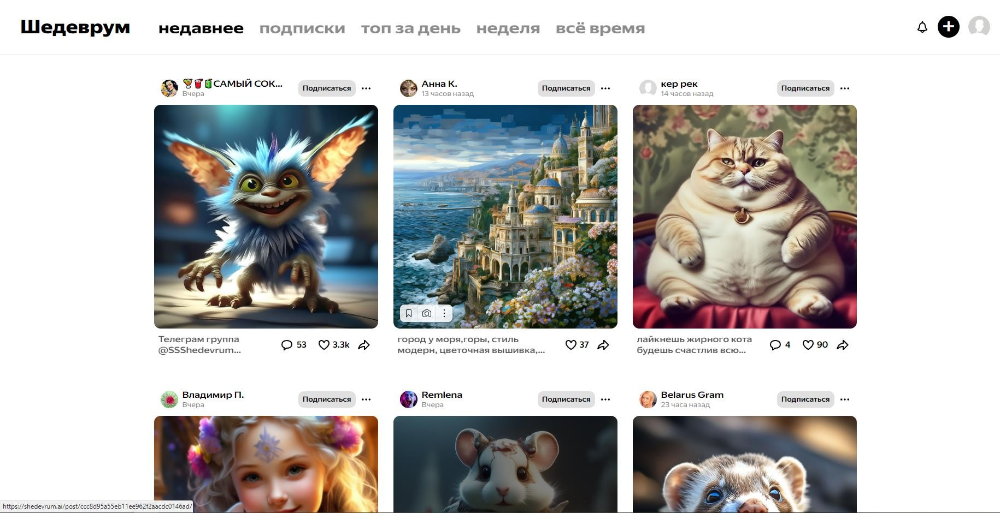 Шедеврум
недавнее подписки топ за день неделя всё время
🍹🥤🧃САМЫЙ СОК...
Вчера
Подписаться
Анна К.
13 часов назад
Подписаться
кер рек
14 часов назад
Подписаться
Телеграм группа
@SSShedevrum...
53 3.3k
город у моря,горы, стиль
модерн, цветочная вышивка,...
37
лайкнешь жирного кота
будешь счастлив всю...
4 90
Владимир П.
Вчера
Подписаться
Remlena
Вчера
Подписаться
Belarus Gram
23 часа назад
Подписаться
https://shedevrum.ai/post/ccc8d95a55eb11ee962f2aacdc0146ad/